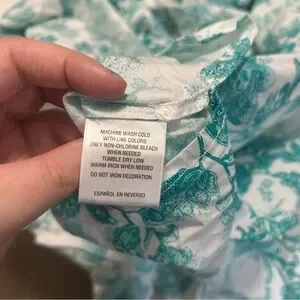 MACHINE WASH COLD
WITH LIKE COLORS
ONLY NON-CHLORINE BLEACH
WHEN NEEDED
TUMBLE DRY LOW
WARM-IRON WHEN NEEDED
DO NOT IRON DECORATION
ESPAÑOL EN REVERSO